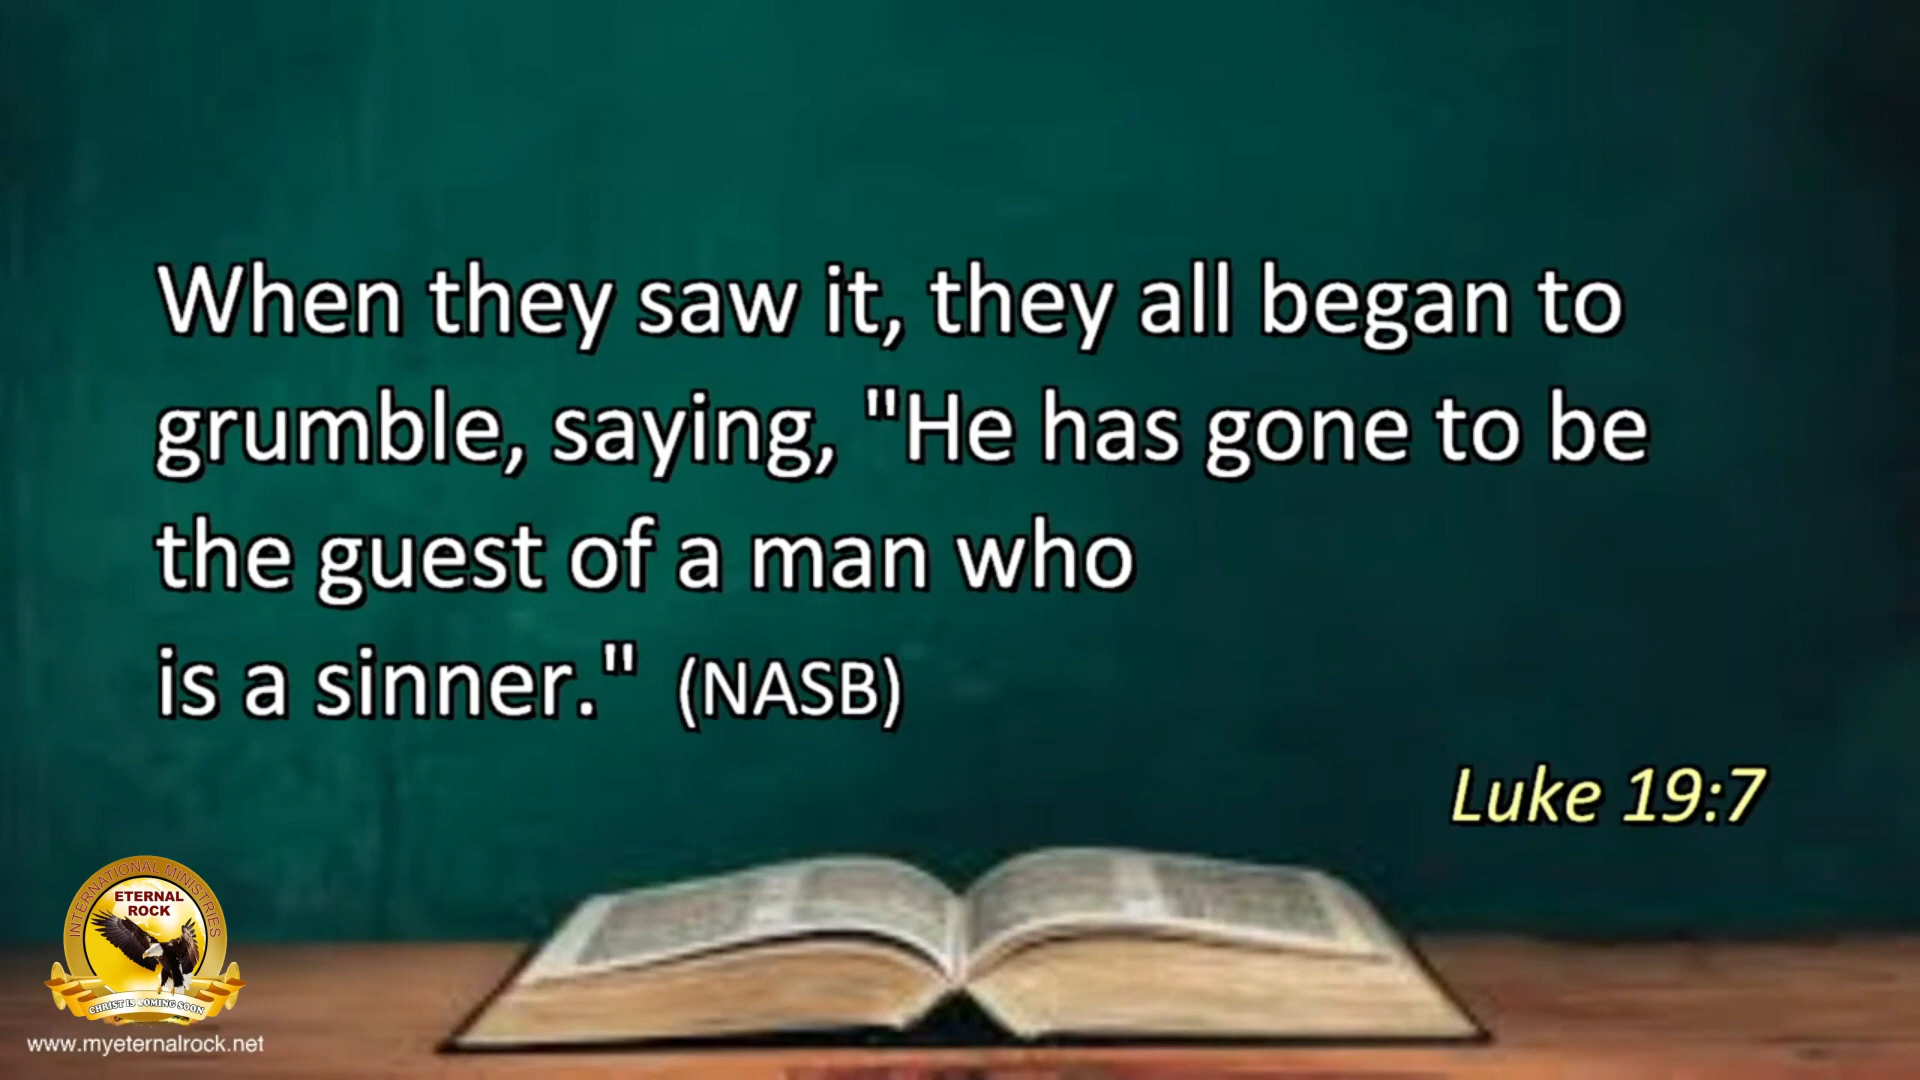 When they saw it, they all began to
grumble, saying, "He has gone to be
the guest of a man who
is a sinner." (NASB)
Luke 19:7
INTERNATIONAL MINISTRIES
ETERNAL
ROCK
CHRIST IS COMING SOON
www.myeternalrock.net